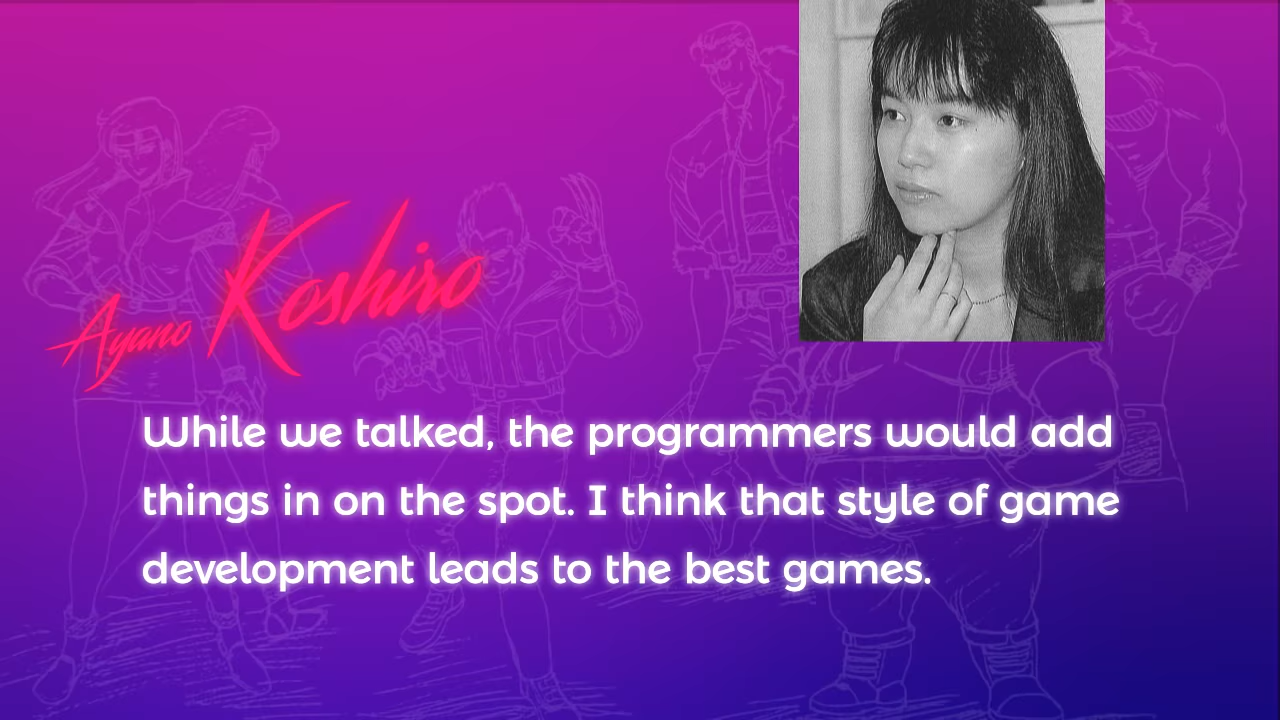 Ayano Koshiro
While we talked, the programmers would add
things in on the spot. I think that style of game
development leads to the best games.